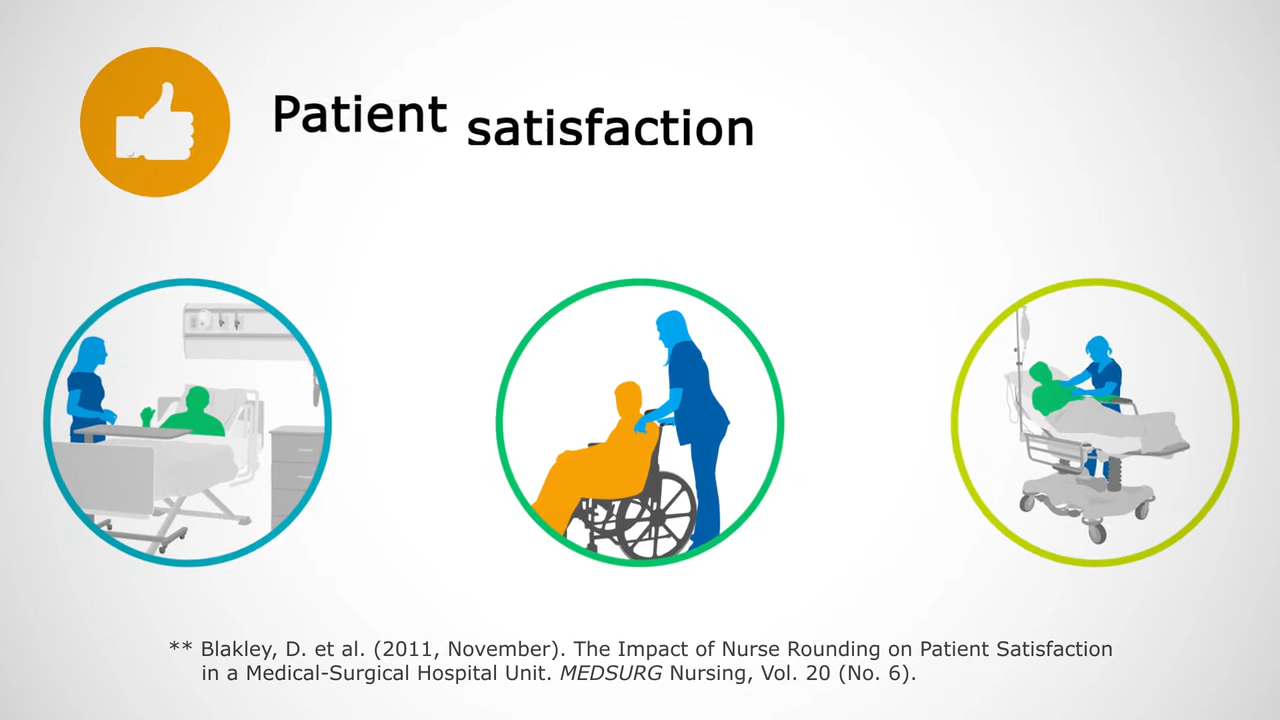 Patient satisfaction
** Blakley, D. et al. (2011, November). The Impact of Nurse Rounding on Patient Satisfaction
in a Medical-Surgical Hospital Unit. MEDSURG Nursing, Vol. 20 (No. 6).